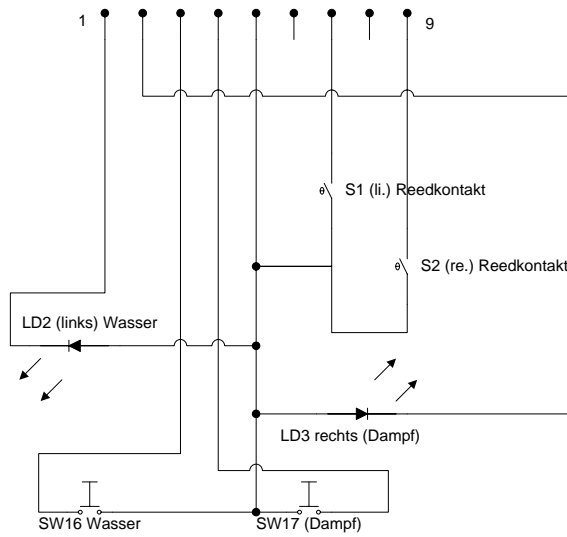 1
9
S1 (li.) Reedkontakt
S2 (re.) Reedkontakt
LD2 (links) Wasser
LD3 rechts (Dampf)
SW16 Wasser
SW17 (Dampf)